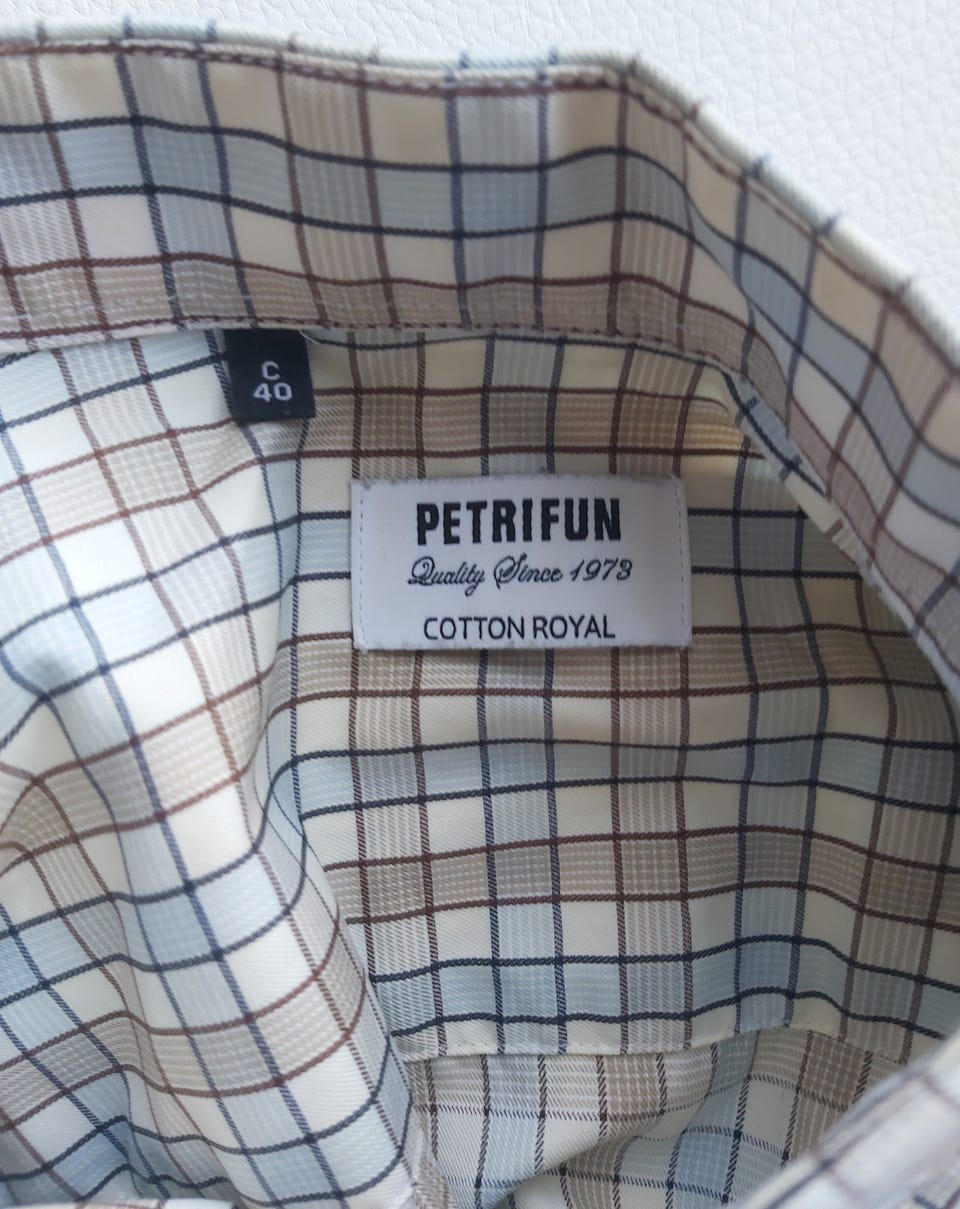 C
40
PETRIFUN
Quality Since 1973
COTTON ROYAL